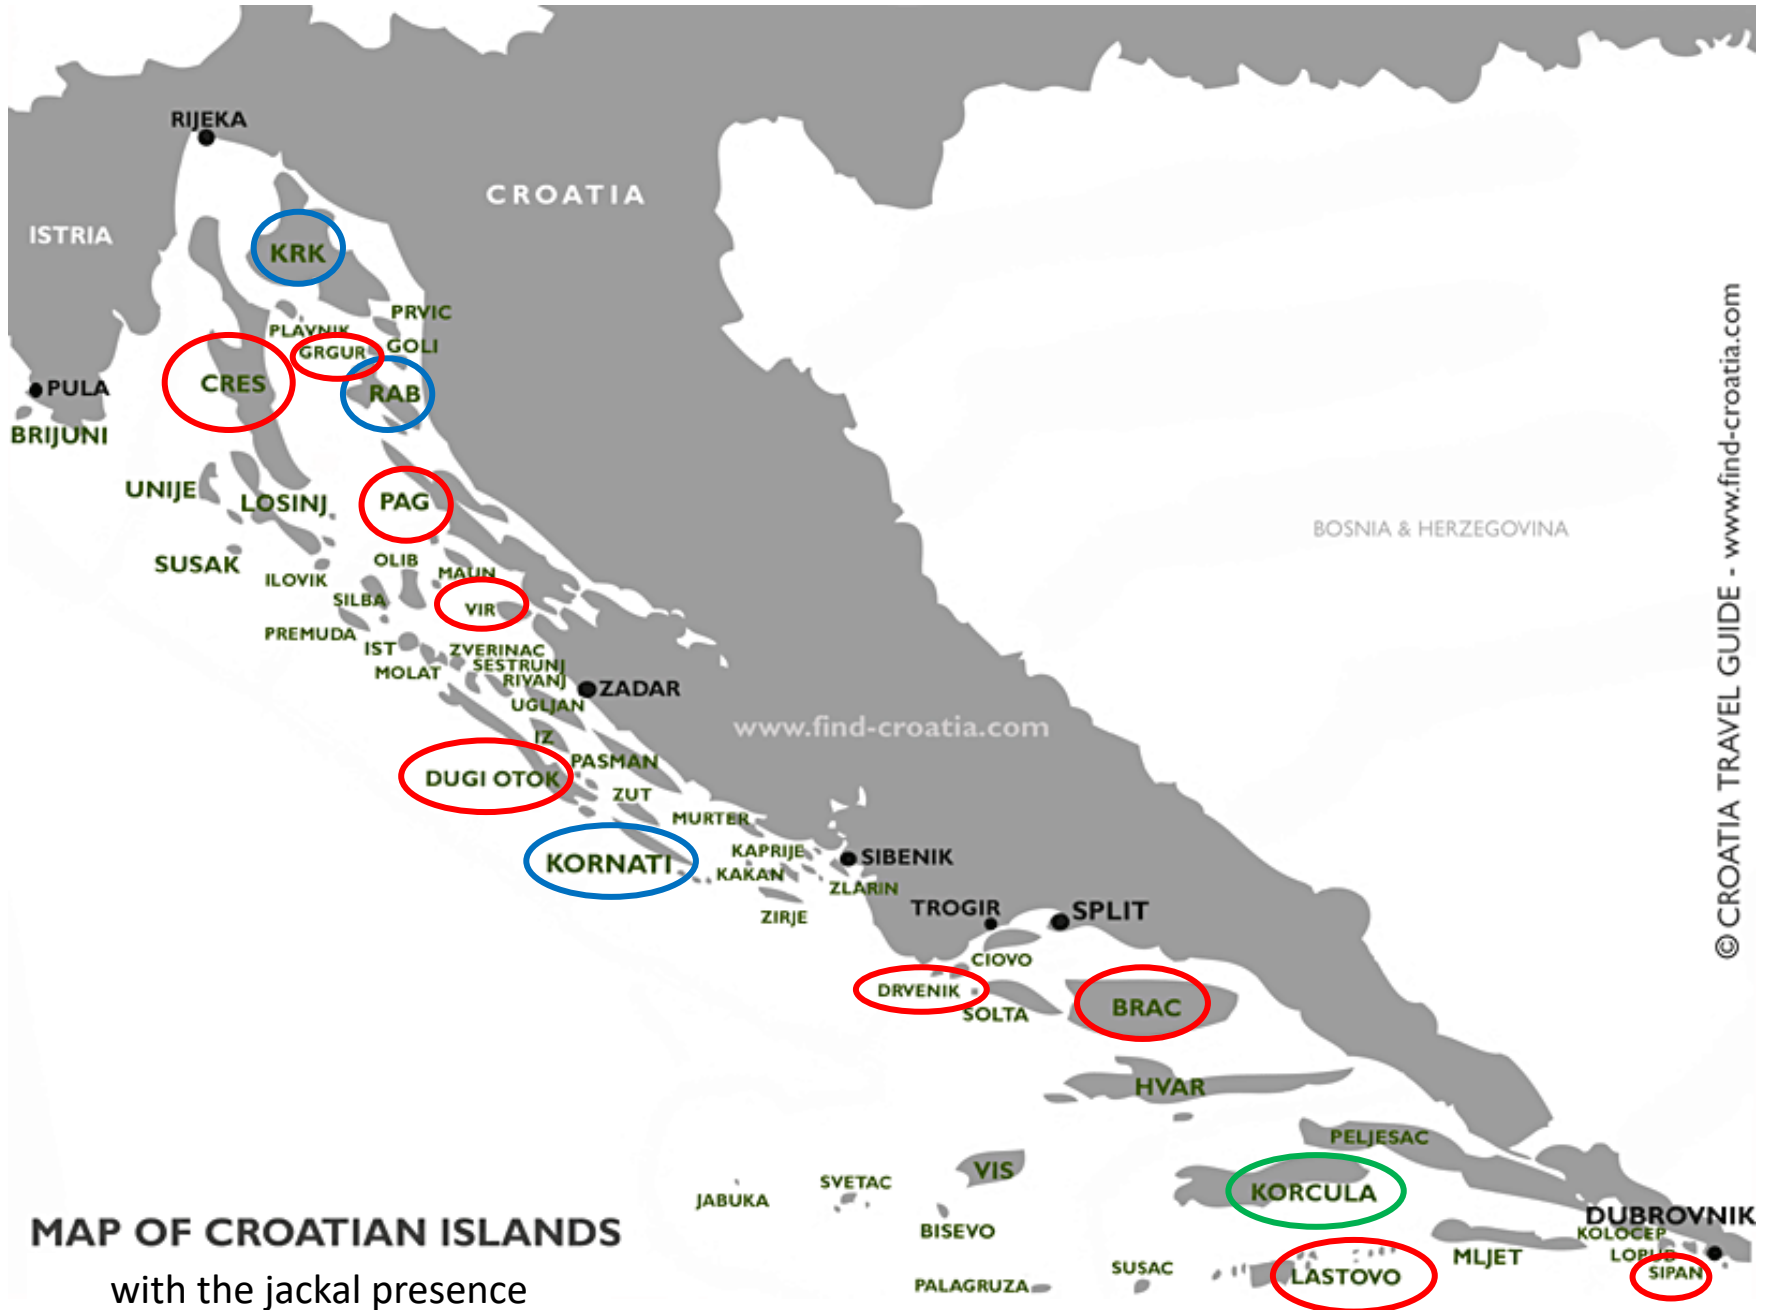 RIJEKA
CROATIA
ISTRIA
KRK
PRVIC
PLAVNIK
GRGUR
GOLI
CRES
RAB
PULA
BRIJUNI
UNIJE
LOSINJ
PAG
SUSAK
ILOVIK
OLIB
MAUN
SILBA
VIR
PREMUDA
IST
ZVERINAC
SESTRUNJ
MOLAT
RIVANJ
ZADAR
UGLJAN
IZ
PASMAN
DUGI OTOK
ZUT
MURTER
KORNATI
KAPRIJE
SIBENIK
KAKAN
ZLARIN
ZIRJE
TROGIR
SPLIT
CIOVO
DRVENIK
SOLTA
BRAC
HVAR
PELJESAC
VIS
SVETAC
JABUKA
KORCULA
BISEVO
DUBROVNIK
KOLOCEP
LOPUD
MLJET
SIPAN
SUSAC
LASTOVO
PALAGRUZA
BOSNIA & HERZEGOVINA
www.find-croatia.com
© CROATIA TRAVEL GUIDE - www.find-croatia.com
MAP OF CROATIAN ISLANDS
with the jackal presence